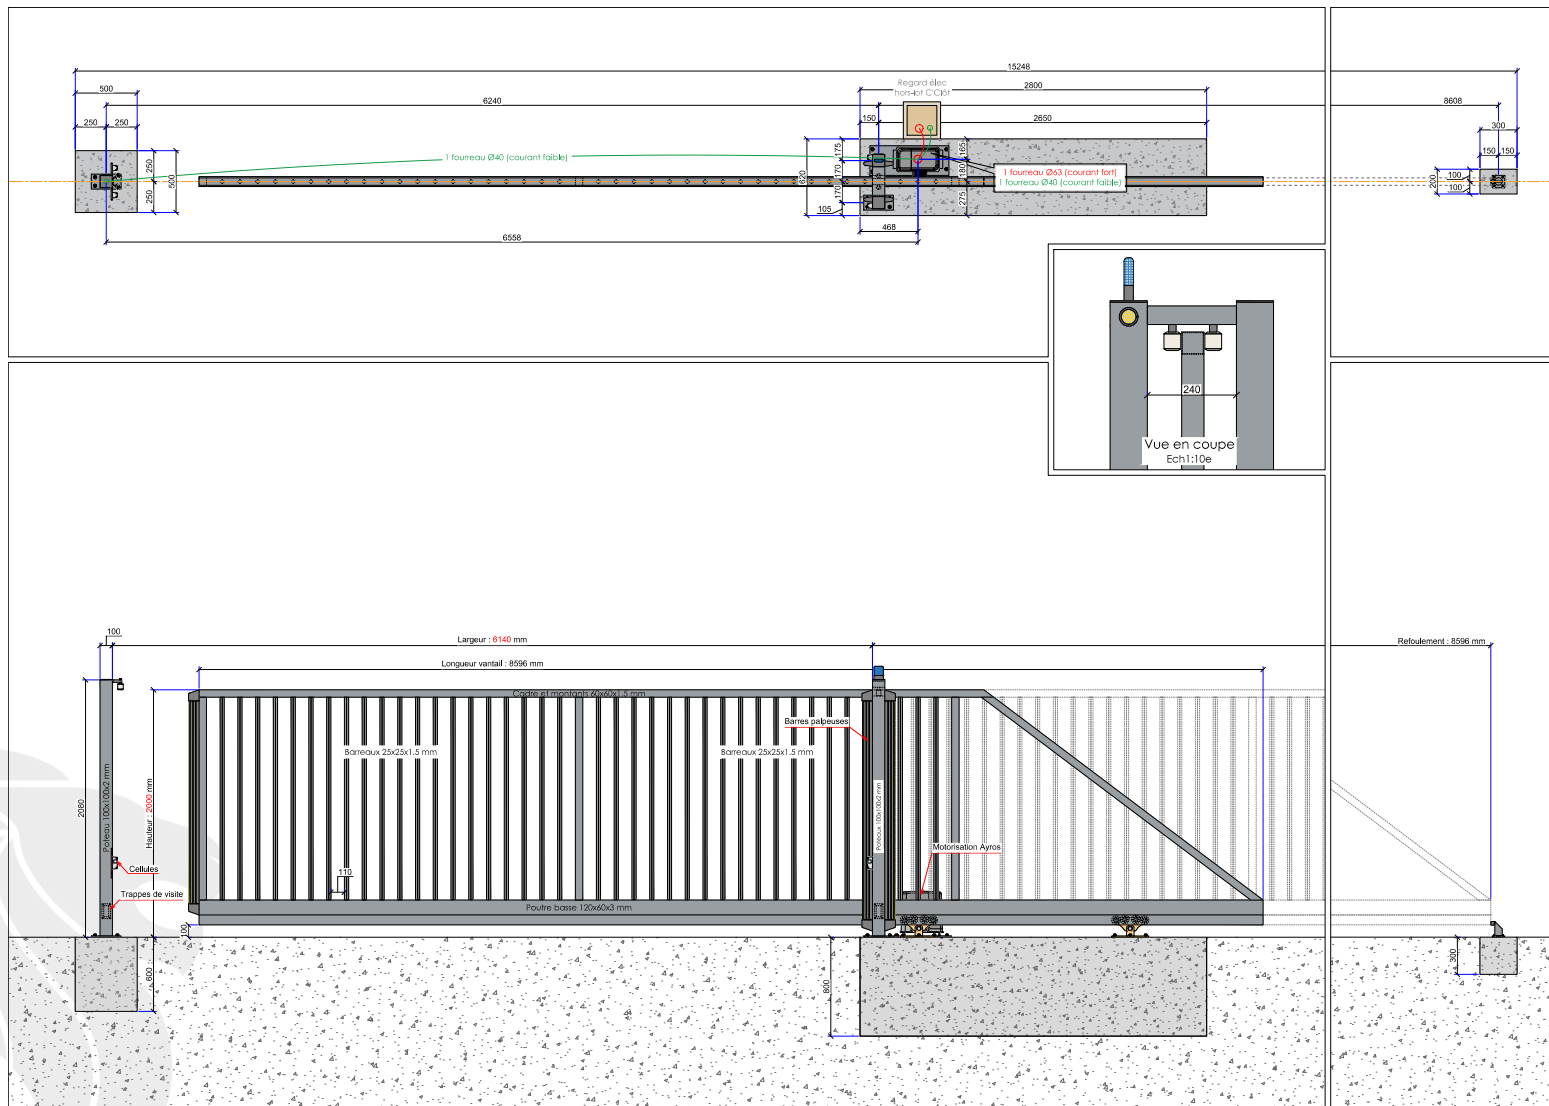 15248
500
2800
Regard élec
hors-lot C'Clôt
6240
8608
250
250
150
2650
300
150
150
1 fourreau Ø40 (courant faible)
250
250
500
175
170
170
105
620
165
180
275
1 fourreau Ø63 (courant fort)
1 fourreau Ø40 (courant faible)
200
100
100
468
6558
240
Vue en coupe
Ech1:10e
100
Largeur : 6140 mm
Refoulement : 8596 mm
Longueur vantail : 8596 mm
Cadre et montants 60x60x1.5 mm
Barres palpeuses
Barreaux 25x25x1.5 mm
Barreaux 25x25x1.5 mm
2080
Poteau 100x100x2 mm
Hauteur : 2000 mm
Poteaux 100x100x2 mm
Motorisation Ayros
Cellules
110
Trappes de visite
Poutre basse 120x60x3 mm
100
600
800
300